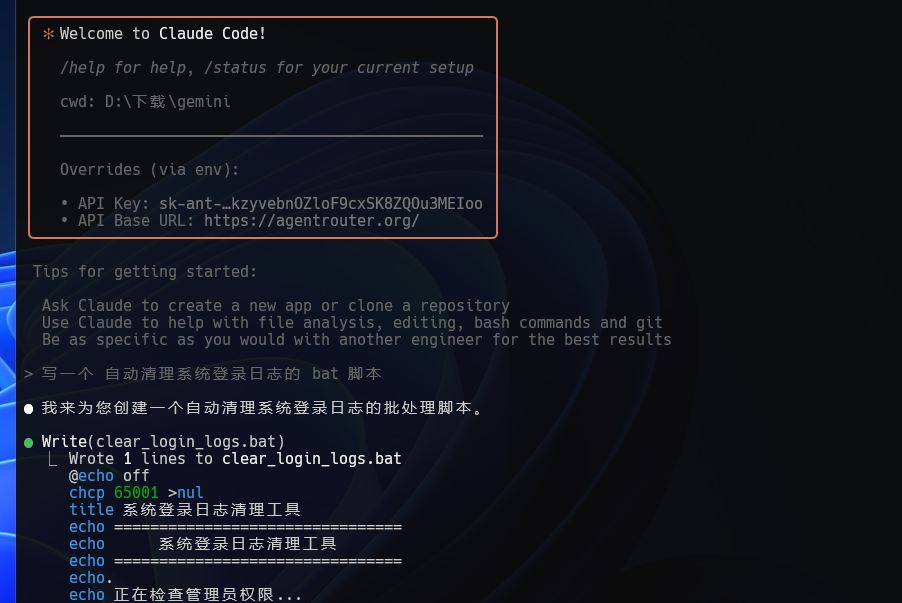 ✻ Welcome to Claude Code!
/help for help, /status for your current setup
cwd: D:\下载\gemini
Overrides (via env):
• API Key: sk-ant-…kzyvebnOZloF9cxSK8ZQOu3MEIoo
• API Base URL: https://agentrouter.org/
Tips for getting started:
Ask Claude to create a new app or clone a repository
Use Claude to help with file analysis, editing, bash commands and git
Be as specific as you would with another engineer for the best results
> 写一个 自动清理系统登录日志的 bat 脚本
● 我来为您创建一个自动清理系统登录日志的批处理脚本。
● Write(clear_login_logs.bat)
⎿ Wrote 1 lines to clear_login_logs.bat
@echo off
chcp 65001 >nul
title 系统登录日志清理工具
echo ================================
echo      系统登录日志清理工具
echo ================================
echo.
echo 正在检查管理员权限...